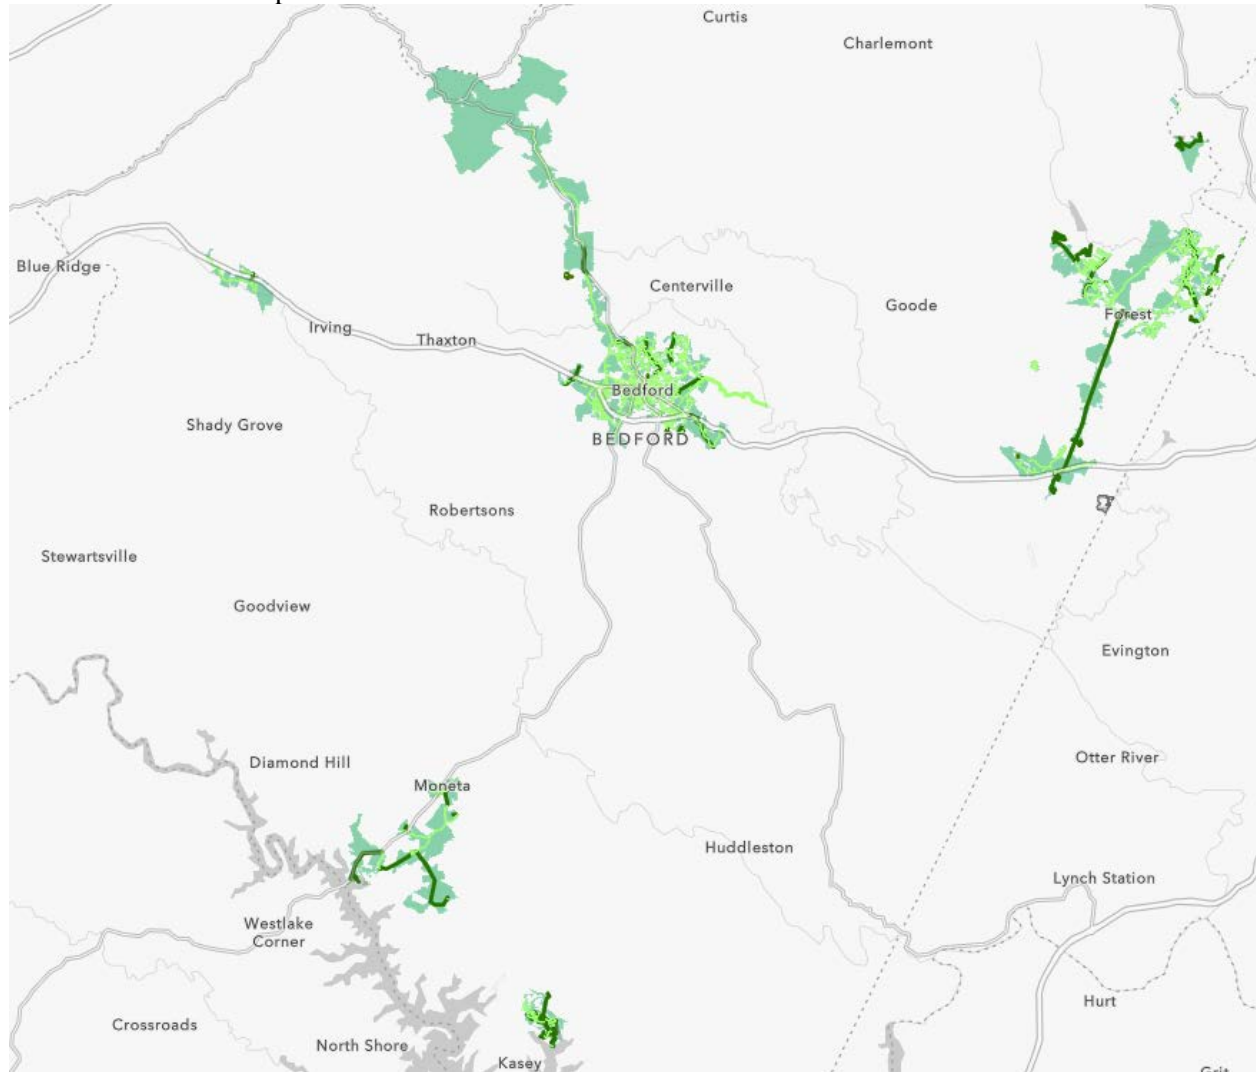 Curtis
Charlemont
Blue Ridge
Centerville
Goode
Irving
Thaxton
Forest
Bedford
Shady Grove
BEDFORD
Robertsons
Stewartsville
Goodview
Evington
Diamond Hill
Moneta
Otter River
Huddleston
Lynch Station
Westlake
Corner
Hurt
Crossroads
North Shore
Kasey